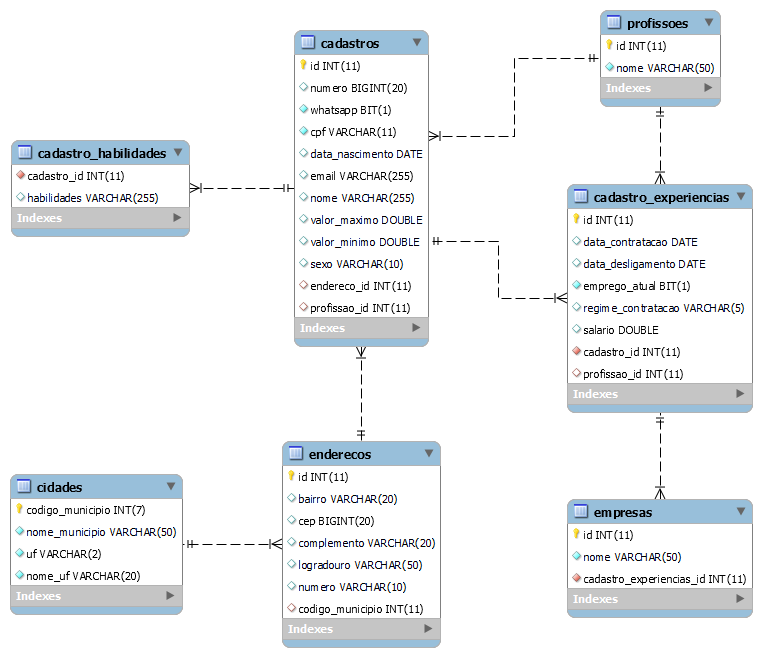 cadastros
id INT(11)
numero BIGINT(20)
whatsapp BIT(1)
cpf VARCHAR(11)
data_nascimento DATE
email VARCHAR(255)
nome VARCHAR(255)
valor_maximo DOUBLE
valor_minimo DOUBLE
sexo VARCHAR(10)
endereco_id INT(11)
profissao_id INT(11)
Indexes
profissoes
id INT(11)
nome VARCHAR(50)
Indexes
cadastro_habilidades
cadastro_id INT(11)
habilidades VARCHAR(255)
Indexes
cadastro_experiencias
id INT(11)
data_contratacao DATE
data_desligamento DATE
emprego_atual BIT(1)
regime_contratacao VARCHAR(5)
salario DOUBLE
cadastro_id INT(11)
profissao_id INT(11)
Indexes
enderecos
id INT(11)
bairro VARCHAR(20)
cep BIGINT(20)
complemento VARCHAR(20)
logradouro VARCHAR(50)
numero VARCHAR(10)
codigo_municipio INT(11)
Indexes
cidades
codigo_municipio INT(7)
nome_municipio VARCHAR(50)
uf VARCHAR(2)
nome_uf VARCHAR(20)
Indexes
empresas
id INT(11)
nome VARCHAR(50)
cadastro_experiencias_id INT(11)
Indexes